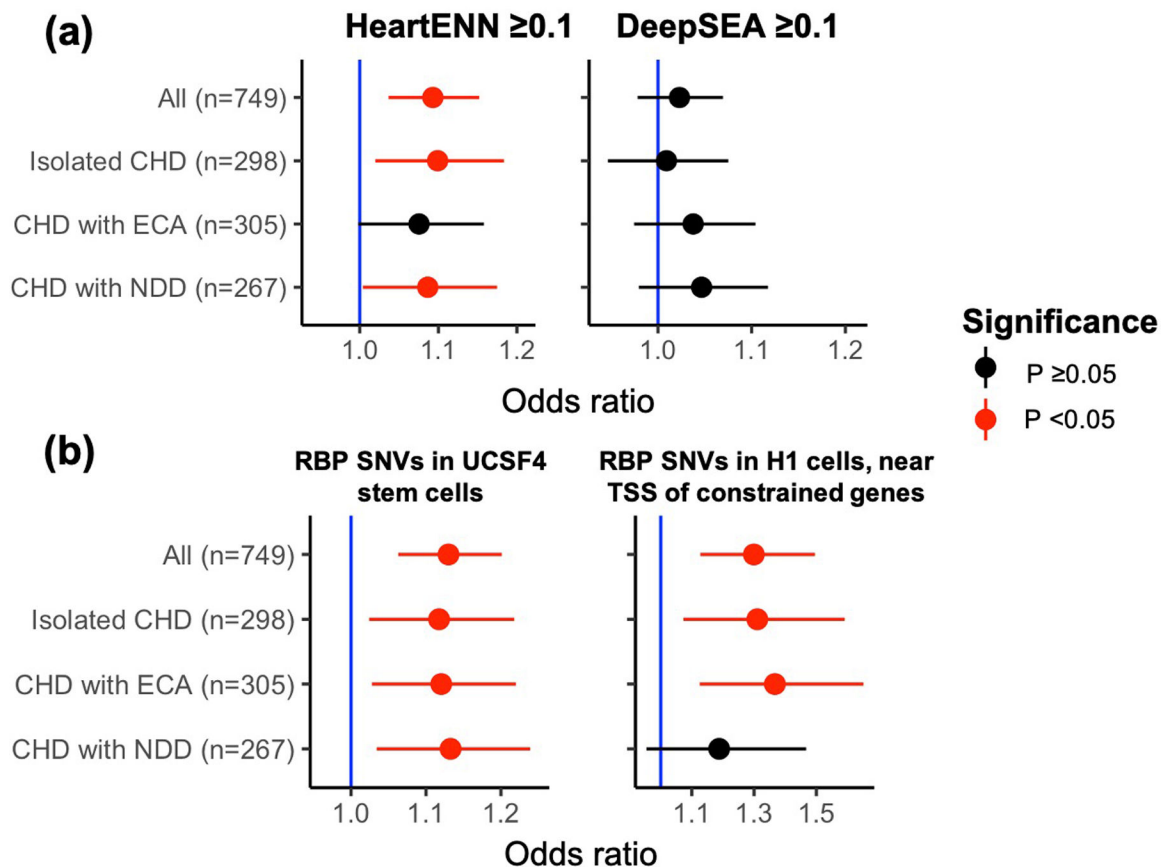 (a)
HeartENN ≥0.1 DeepSEA ≥0.1
All (n=749)
Isolated CHD (n=298)
CHD with ECA (n=305)
CHD with NDD (n=267)
1.0 1.1 1.2 1.0 1.1 1.2
Odds ratio
Significance
P ≥0.05
P <0.05
(b)
RBP SNVs in UCSF4
stem cells
RBP SNVs in H1 cells, near
TSS of constrained genes
All (n=749)
Isolated CHD (n=298)
CHD with ECA (n=305)
CHD with NDD (n=267)
1.0 1.1 1.2 1.1 1.3 1.5
Odds ratio